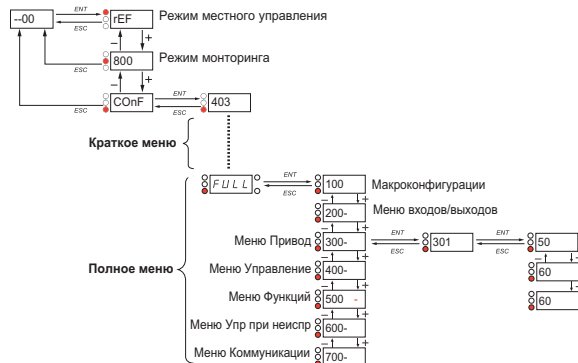 --00
ENT
ESC
rEF
Режим местного управления
– +
800
Режим монторинга
ESC
– +
COnF
ENT
ESC
403
Краткое меню
FULL
ENT
ESC
100
Макроконфигурации
– +
200-
Меню входов/выходов
– +
Меню Привод
300-
ENT
ESC
301
ENT
ESC
50
– +
Меню Управление
400-
60
– +
Полное меню
Меню Функций
500 -
60
– +
Меню Упр при неиспр
600-
– +
Меню Коммуникации
700-